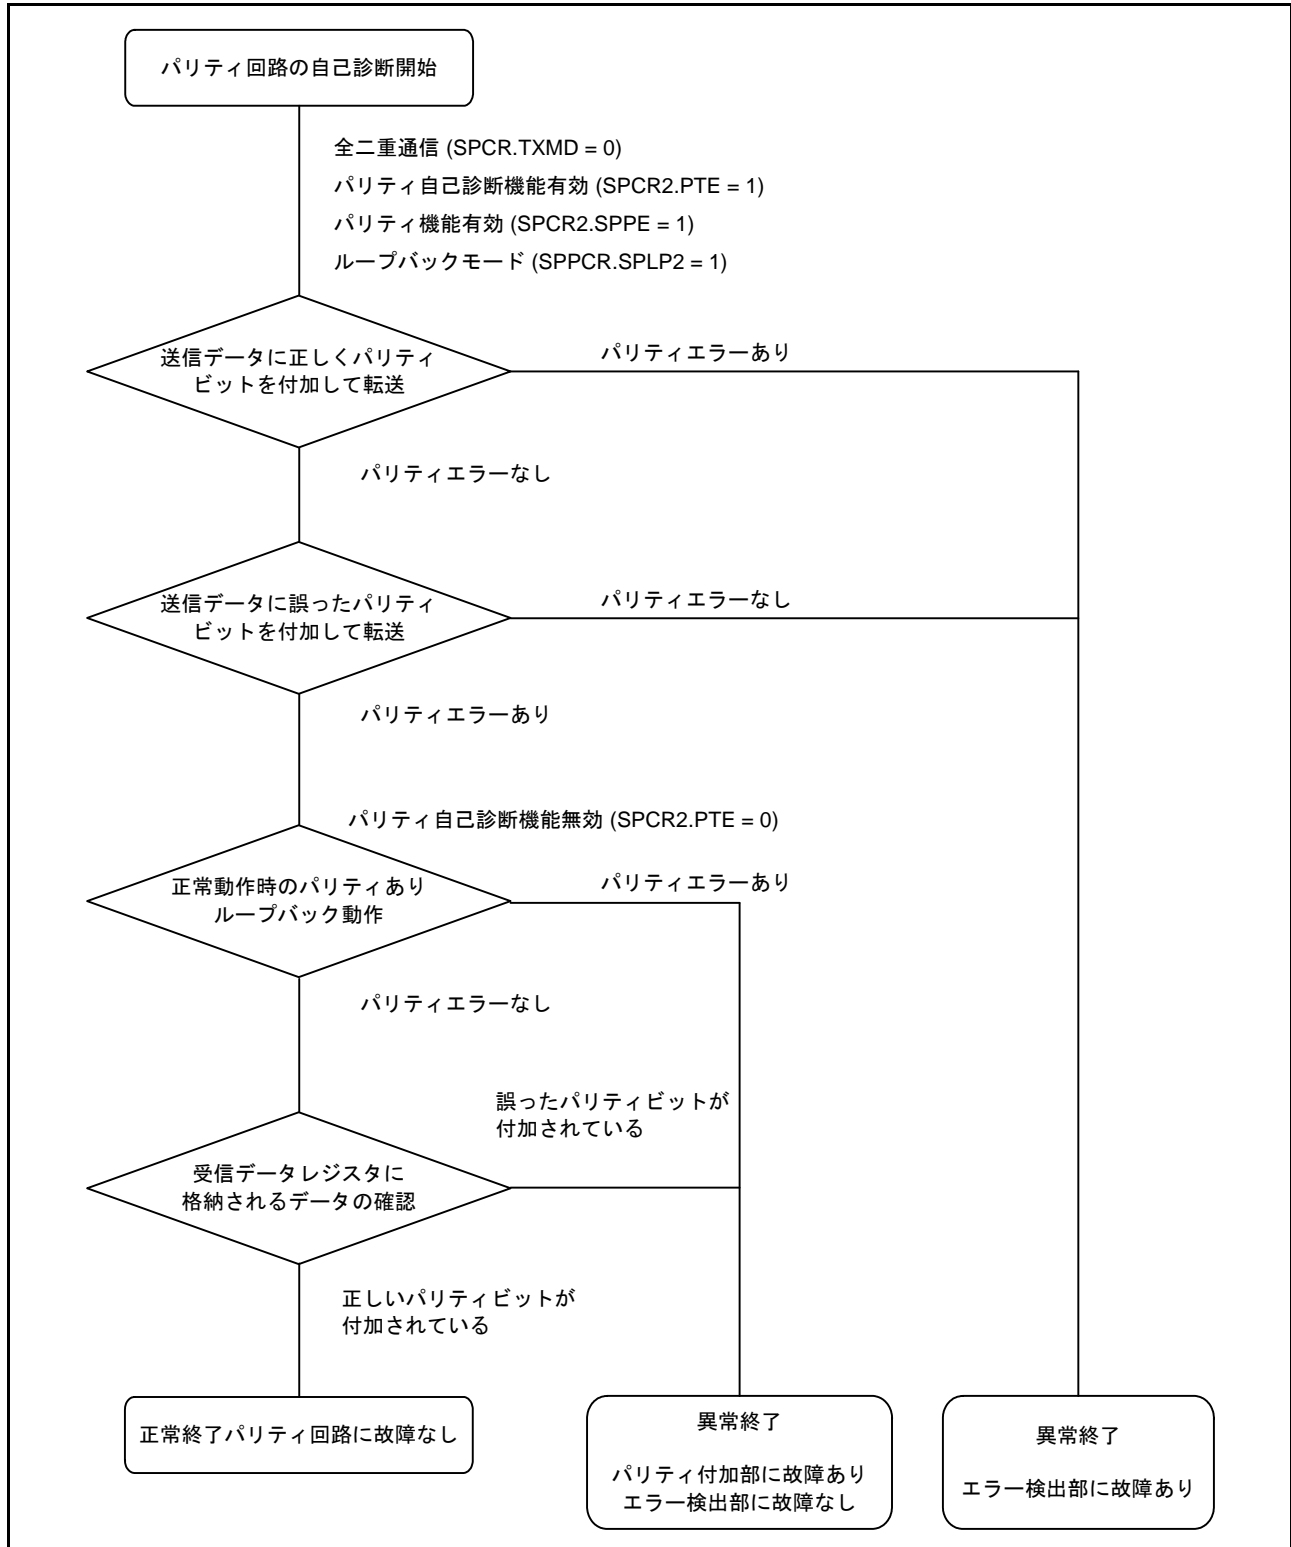 パリティ回路の自己診断開始
全二重通信 (SPCR.TXMD = 0)
パリティ自己診断機能有効 (SPCR2.PTE = 1)
パリティ機能有効 (SPCR2.SPPE = 1)
ループバックモード (SPPCR.SPLP2 = 1)
送信データに正しくパリティ
ビットを付加して転送
パリティエラーあり
パリティエラーなし
送信データに誤ったパリティ
ビットを付加して転送
パリティエラーなし
パリティエラーあり
パリティ自己診断機能無効 (SPCR2.PTE = 0)
正常動作時のパリティあり
ループバック動作
パリティエラーあり
パリティエラーなし
誤ったパリティビットが
付加されている
受信データレジスタに
格納されるデータの確認
正しいパリティビットが
付加されている
正常終了パリティ回路に故障なし
異常終了
パリティ付加部に故障あり
エラー検出部に故障なし
異常終了
エラー検出部に故障あり